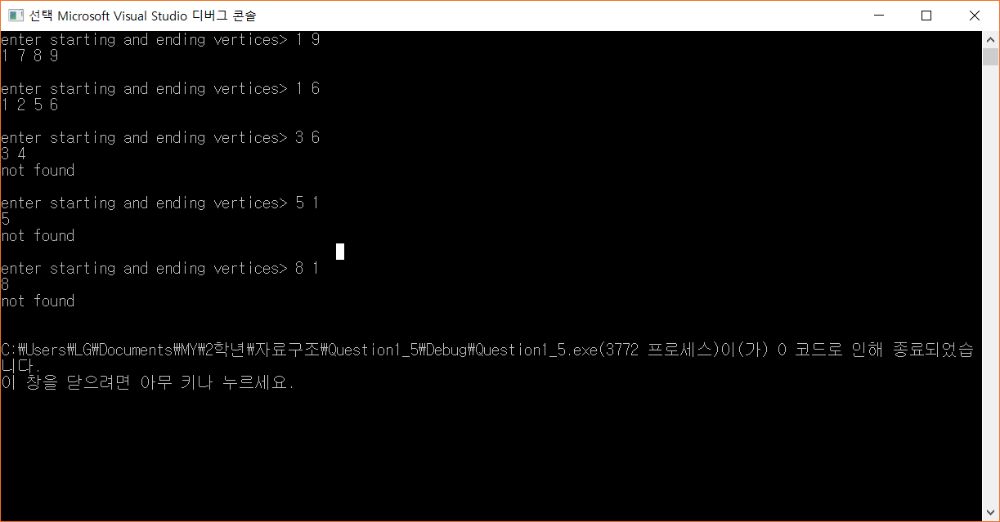 선택 Microsoft Visual Studio 디버그 콘솔
enter starting and ending vertices> 1 9
1 7 8 9
enter starting and ending vertices> 1 6
1 2 5 6
enter starting and ending vertices> 3 6
3 4
not found
enter starting and ending vertices> 5 1
5
not found
enter starting and ending vertices> 8 1
8
not found
C:₩Users₩LG₩Documents₩MY₩2학년₩자료구조₩Question1_5₩Debug₩Question1_5.exe(3772 프로세스)이(가) 0 코드로 인해 종료되었습
니다.
이 창을 닫으려면 아무 키나 누르세요.